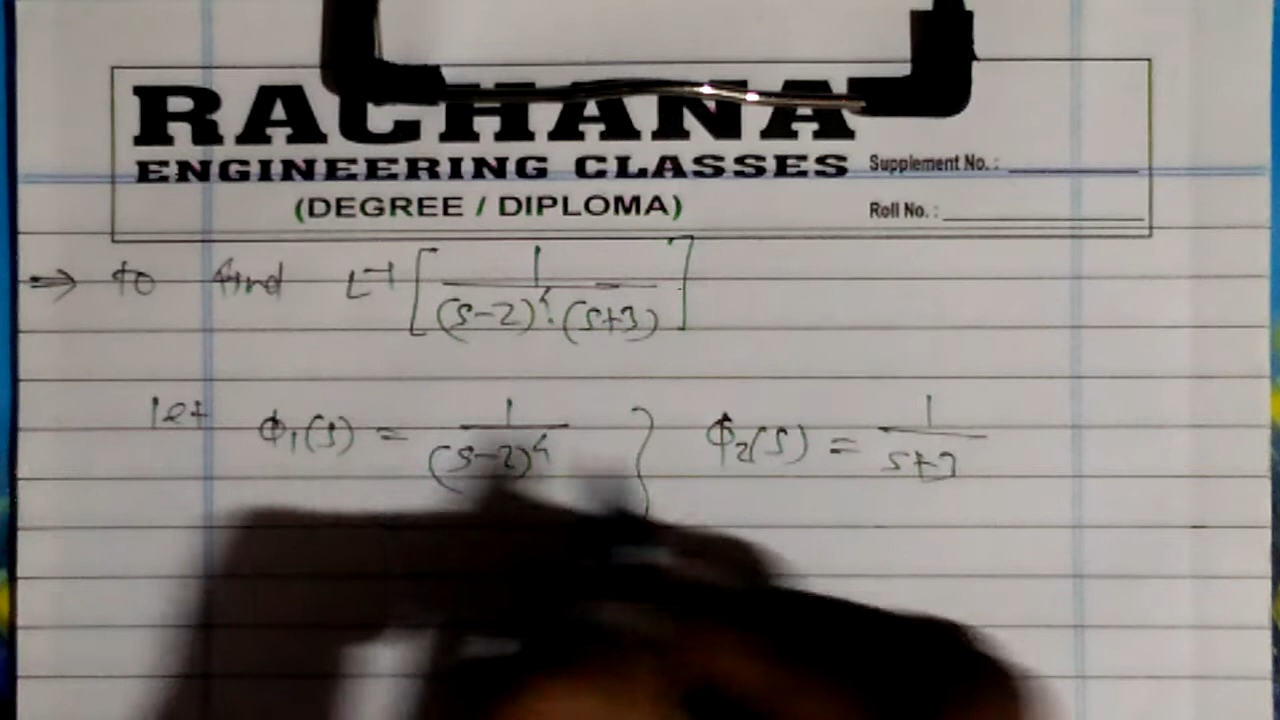 RACHANA
ENGINEERING CLASSES
(DEGREE / DIPLOMA)
Supplement No. :
Roll No. :
⇒ to find L⁻¹[1/((s-2)⁴.(s+3))]
let ϕ₁(s) = 1/(s-2)⁴ } ϕ₂(s) = 1/(s+3)